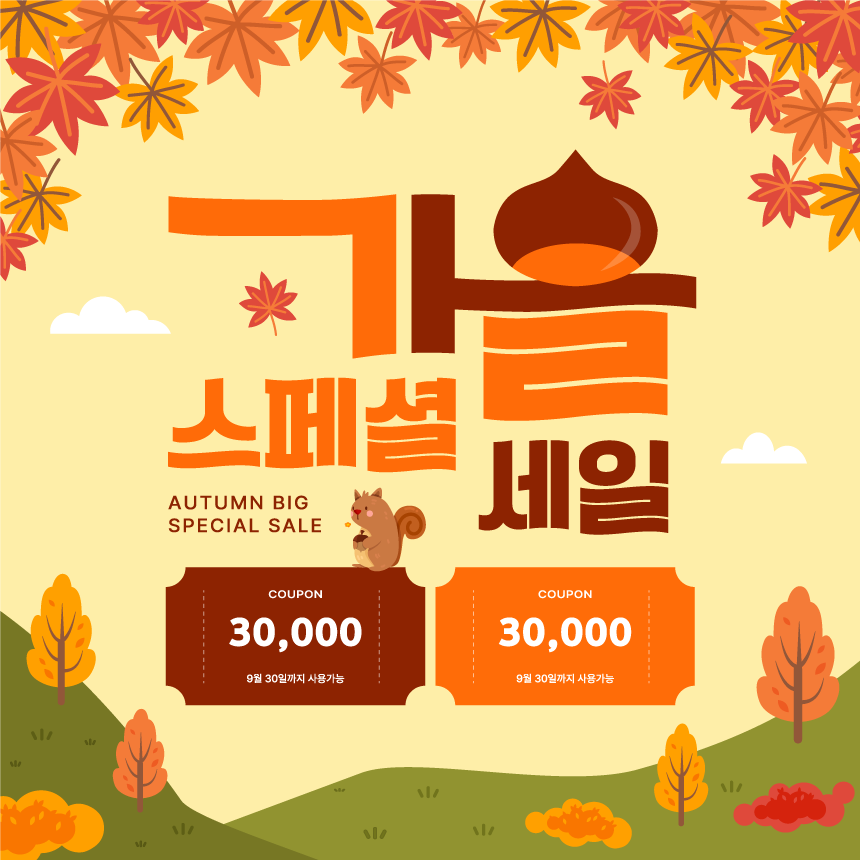 가을
스페셜
세일
AUTUMN BIG
SPECIAL SALE
COUPON
30,000
9월 30일까지 사용가능
COUPON
30,000
9월 30일까지 사용가능